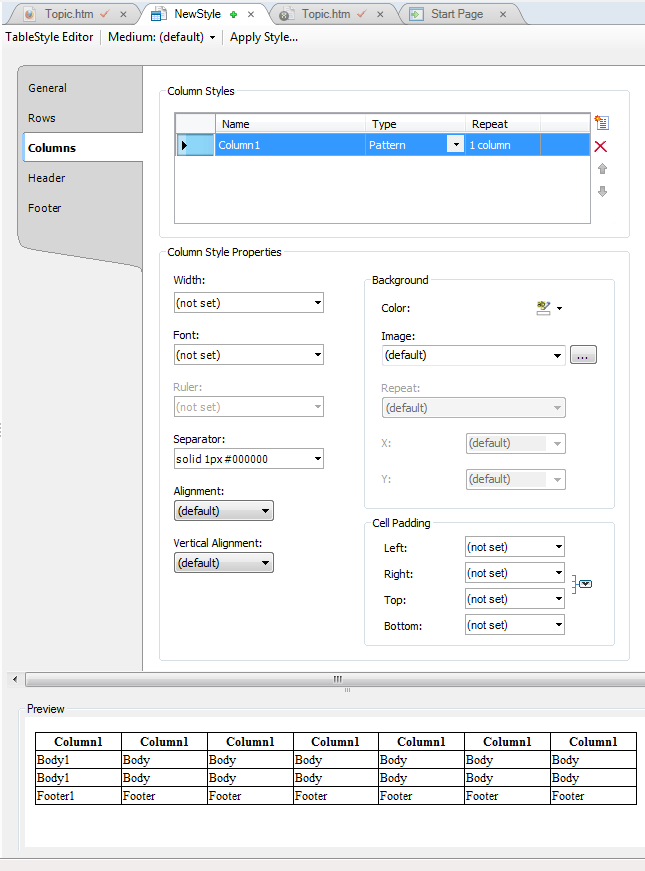 Topic.htm NewStyle Topic.htm Start Page
TableStyle Editor Medium: (default) Apply Style...
General
Rows
Columns
Header
Footer
Column Styles
Name Type Repeat
Column1 Pattern 1 column
Column Style Properties
Width:
(not set)
Font:
(not set)
Ruler:
(not set)
Separator:
solid 1px #000000
Alignment:
(default)
Vertical Alignment:
(default)
Background
Color:
Image:
(default) ...
Repeat:
(default)
X: (default)
Y: (default)
Cell Padding
Left: (not set)
Right: (not set)
Top: (not set)
Bottom: (not set)
Preview
Column1 Column1 Column1 Column1 Column1 Column1 Column1
Body1 Body Body Body Body Body Body
Body1 Body Body Body Body Body Body
Footer1 Footer Footer Footer Footer Footer Footer